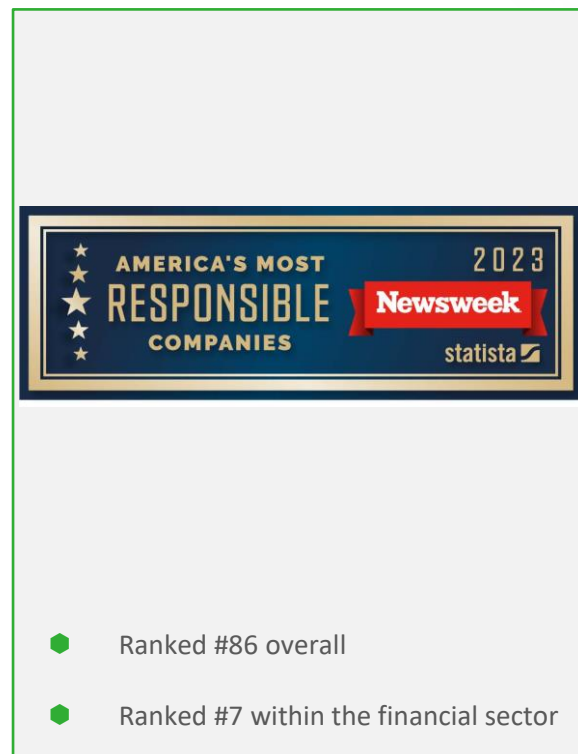 AMERICA'S MOST
RESPONSIBLE
COMPANIES
2023
Newsweek
statista
Ranked #86 overall
Ranked #7 within the financial sector